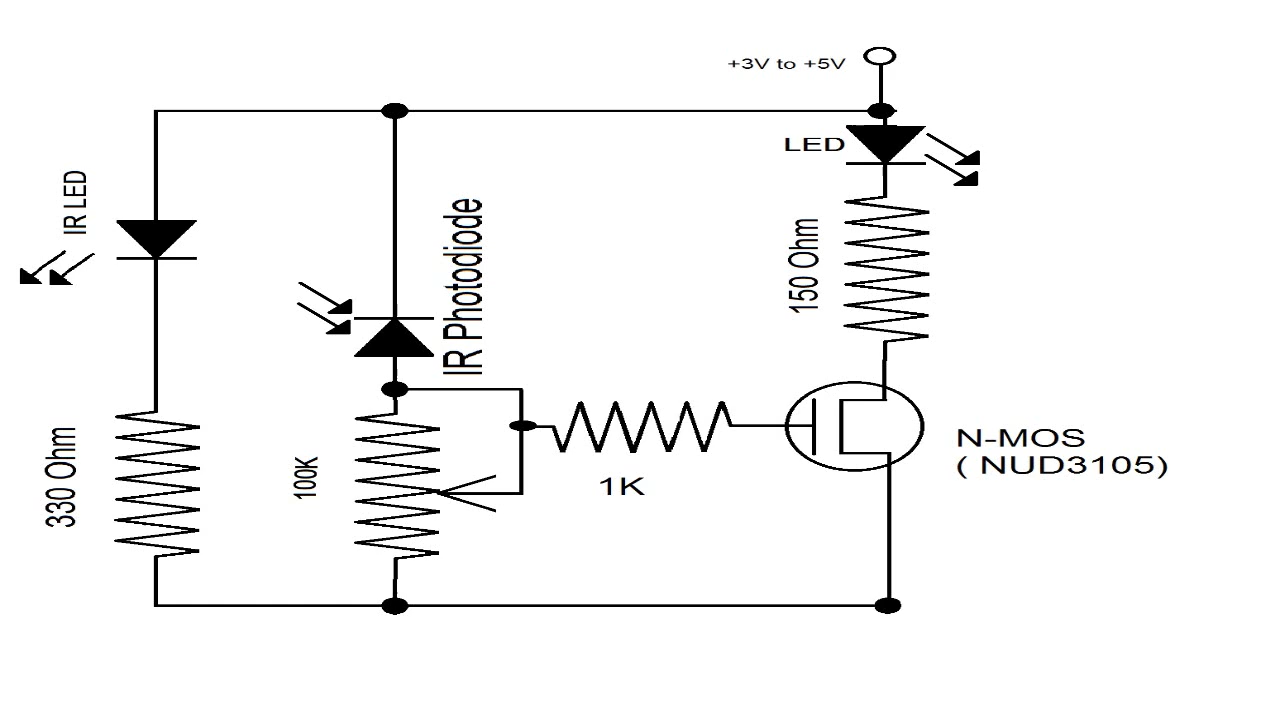 +3V to +5V
LED
IR LED
IR Photodiode
150 Ohm
330 Ohm
100K
1K
N-MOS
( NUD3105)